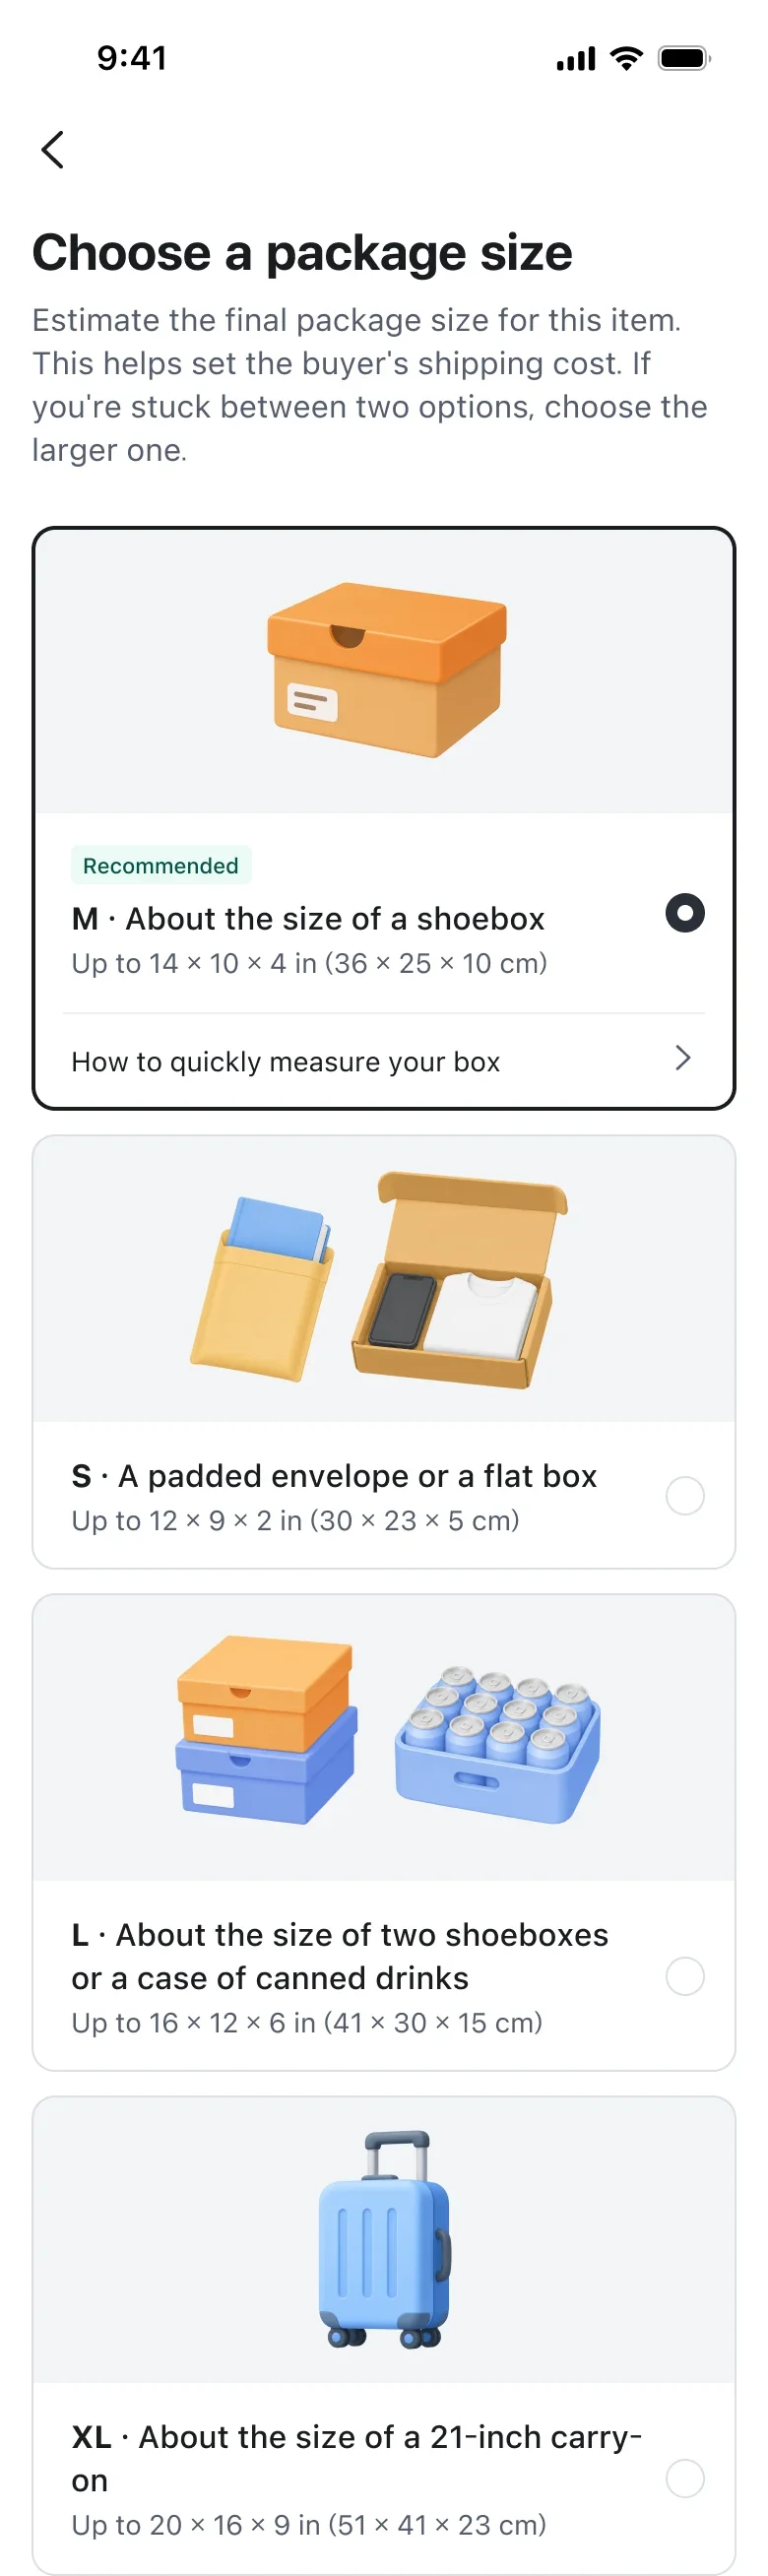 9:41
Choose a package size
Estimate the final package size for this item.
This helps set the buyer's shipping cost. If
you're stuck between two options, choose the
larger one.
Recommended
M · About the size of a shoebox
Up to 14 × 10 × 4 in (36 × 25 × 10 cm)
How to quickly measure your box
S · A padded envelope or a flat box
Up to 12 × 9 × 2 in (30 × 23 × 5 cm)
L · About the size of two shoeboxes
or a case of canned drinks
Up to 16 × 12 × 6 in (41 × 30 × 15 cm)
XL · About the size of a 21-inch carry-
on
Up to 20 × 16 × 9 in (51 × 41 × 23 cm)